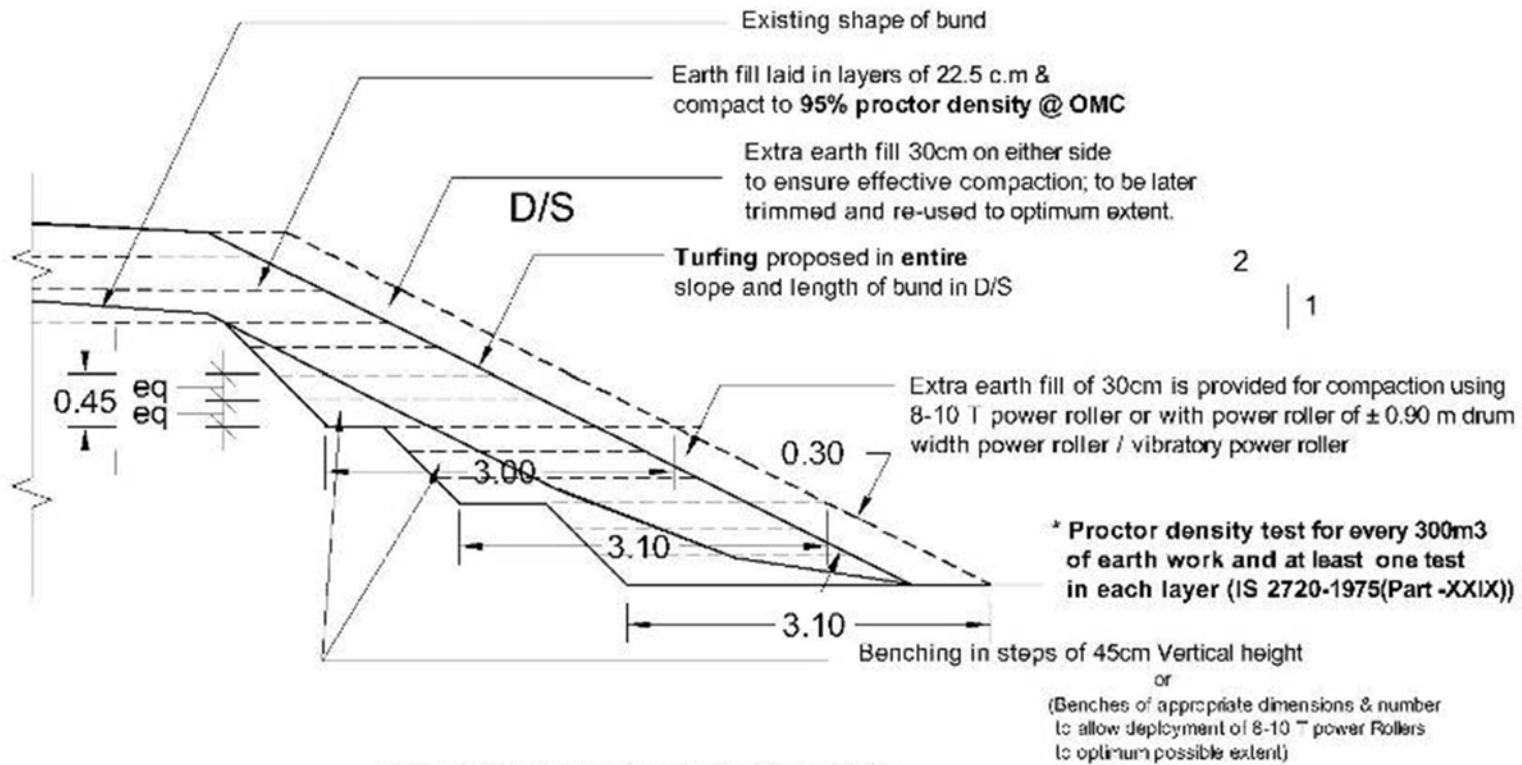 Existing shape of bund
Earth fill laid in layers of 22.5 c.m &
compact to 95% proctor density @ OMC
Extra earth fill 30cm on either side
to ensure effective compaction; to be later
trimmed and re-used to optimum extent.
D/S
Turfing proposed in entire
slope and length of bund in D/S
2
1
0.45
eq
eq
Extra earth fill of 30cm is provided for compaction using
8-10 T power roller or with power roller of ± 0.90 m drum
width power roller / vibratory power roller
0.30
3.00
3.10
* Proctor density test for every 300m3
of earth work and at least one test
in each layer (IS 2720-1975(Part -XXIX))
3.10
Benching in steps of 45cm Vertical height
or
(Benches of appropriate dimensions & number
to allow deployment of 8-10 T power Rollers
to optimum possible extent)